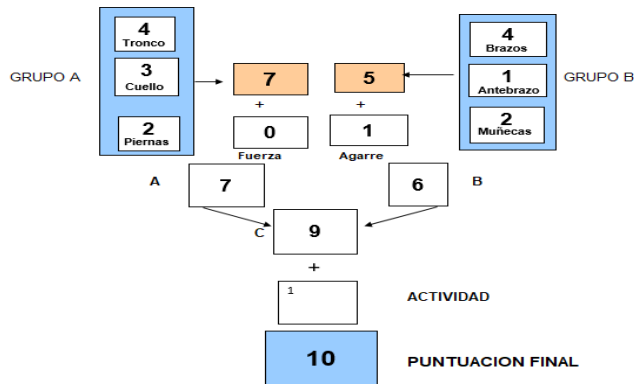 4
Tronco
3
Cuello
2
Piernas
GRUPO A
7
+
0
Fuerza
5
+
1
Agarre
4
Brazos
1
Antebrazo
2
Muñecas
GRUPO B
A
7
6
B
C
9
+
1
ACTIVIDAD
10
PUNTUACION FINAL